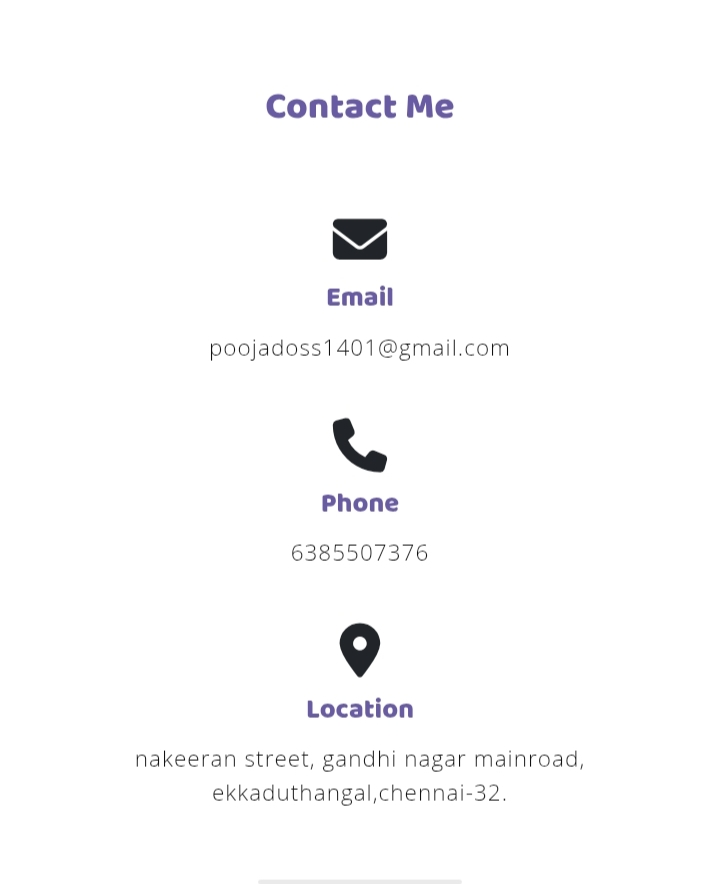 Contact Me
Email
poojadoss1401@gmail.com
Phone
6385507376
Location
nakeeran street, gandhi nagar mainroad,
ekkaduthangal,chennai-32.